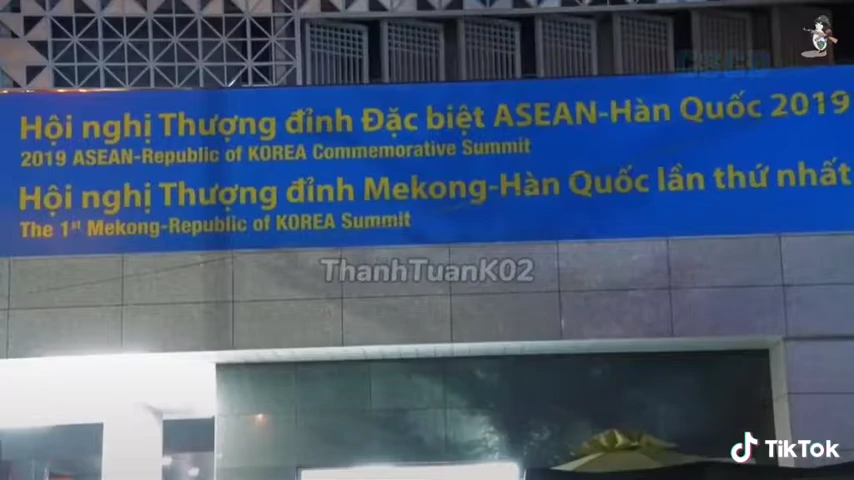 Hội nghị Thượng đỉnh Đặc biệt ASEAN-Hàn Quốc 2019
2019 ASEAN-Republic of KOREA Commemorative Summit
Hội nghị Thượng đỉnh Mekong-Hàn Quốc lần thứ nhất
The 1st Mekong-Republic of KOREA Summit
ThanhTuanK02
TikTok